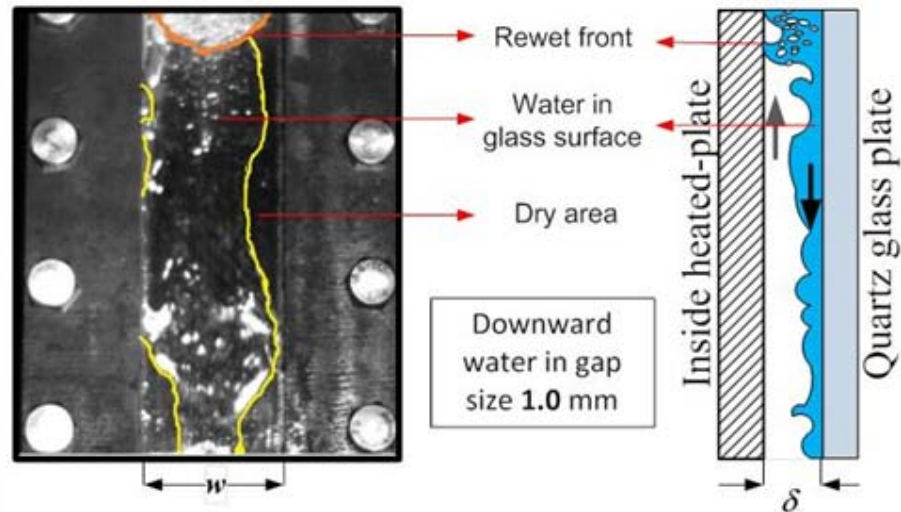 Rewet front
Water in
glass surface
Dry area
Downward
water in gap
size 1.0 mm
w
Inside heated-plate
Quartz glass plate
δ